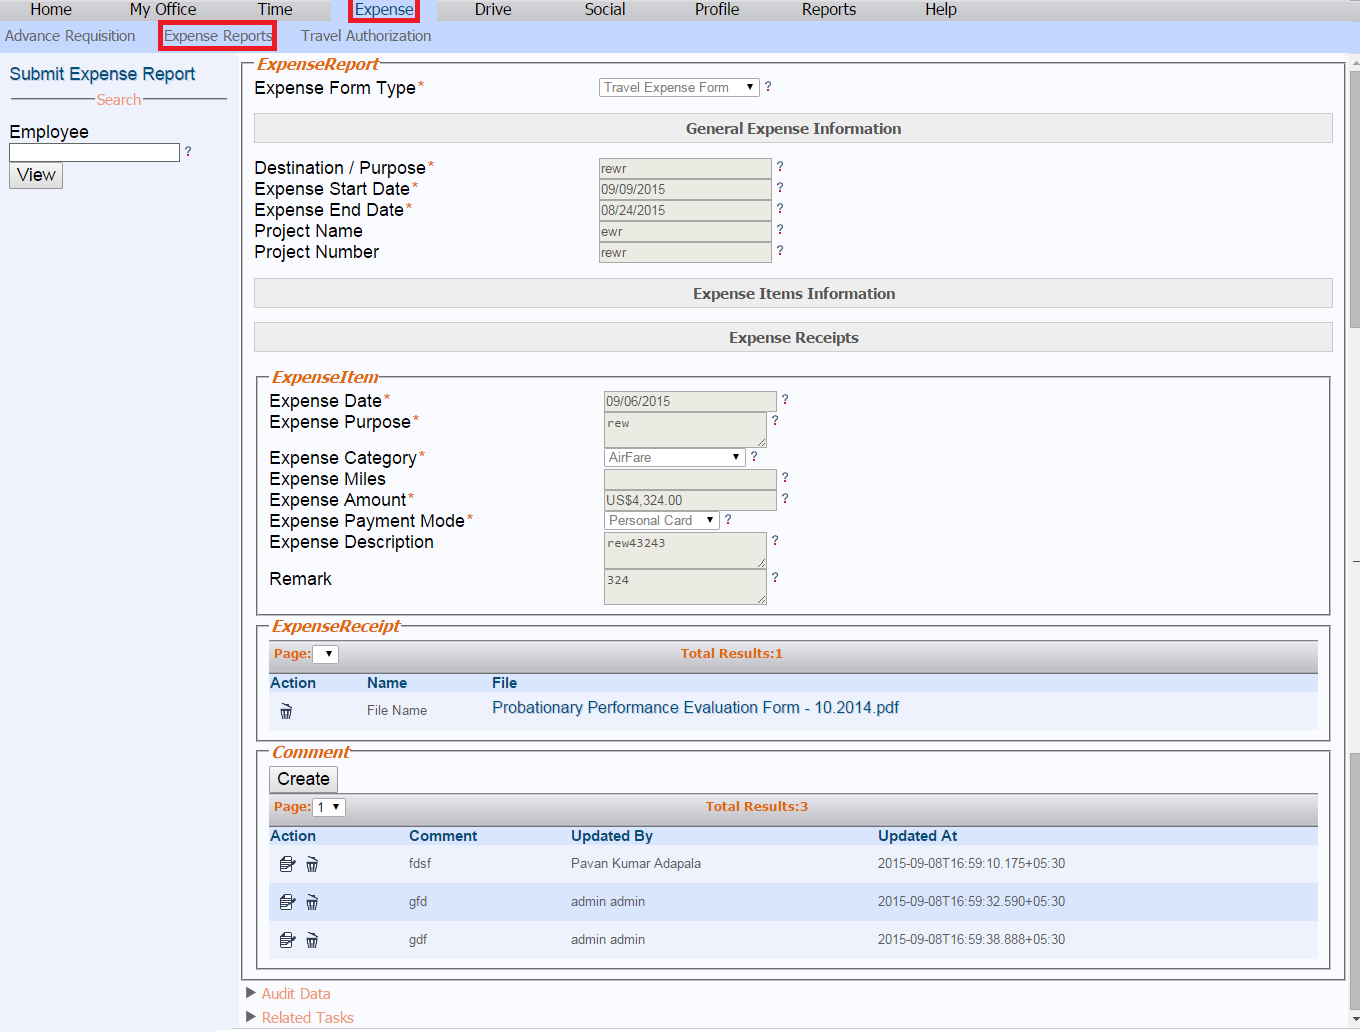 Home My Office Time Expense Drive Social Profile Reports Help
Advance Requisition Expense Reports Travel Authorization
Submit Expense Report
Search
Employee
?
View
ExpenseReport
Expense Form Type* Travel Expense Form ?
General Expense Information
Destination / Purpose* rewr ?
Expense Start Date* 09/09/2015 ?
Expense End Date* 08/24/2015 ?
Project Name ewr ?
Project Number rewr ?
Expense Items Information
Expense Receipts
ExpenseItem
Expense Date* 09/06/2015 ?
Expense Purpose* rew ?
Expense Category* AirFare ?
Expense Miles ?
Expense Amount* US$4,324.00 ?
Expense Payment Mode* Personal Card ?
Expense Description rew43243 ?
Remark 324 ?
ExpenseReceipt
Page: Total Results:1
Action Name File
File Name Probationary Performance Evaluation Form - 10.2014.pdf
Comment
Create
Page: 1 Total Results:3
Action Comment Updated By Updated At
fdsf Pavan Kumar Adapala 2015-09-08T16:59:10.175+05:30
gfd admin admin 2015-09-08T16:59:32.590+05:30
gdf admin admin 2015-09-08T16:59:38.888+05:30
Audit Data
Related Tasks